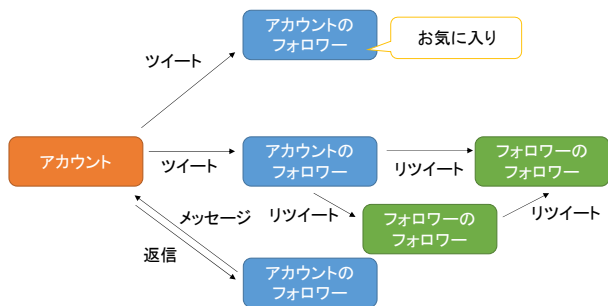 アカウントの
フォロワー
お気に入り
ツイート
アカウント
ツイート
アカウントの
フォロワー
リツイート
フォロワーの
フォロワー
メッセージ
リツイート
フォロワーの
フォロワー
リツイート
返信
アカウントの
フォロワー